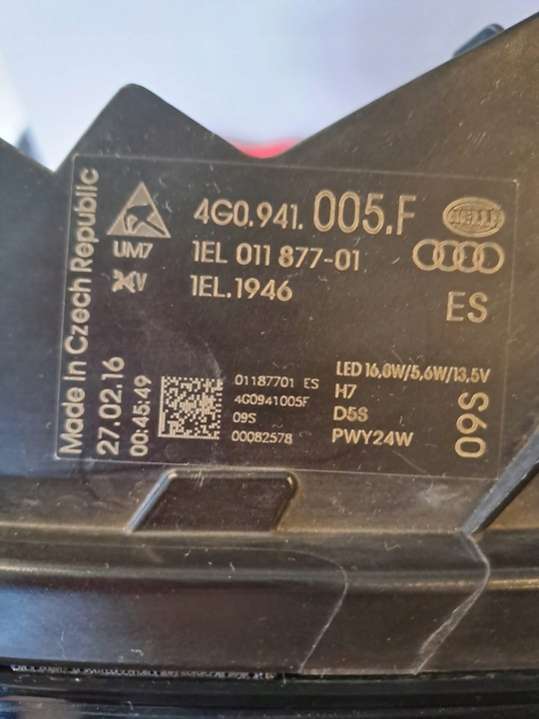 4G0.941.005.F
HELLA
UM7
1EL 011 877-01
1EL.1946
ES
Made in Czech Republic
27.02.16
00:45:49
01187701 ES
4G0941005F
09S
00082578
LED 16,0W/5,6W/13,5V
H7
D5S
PWY24W
09S